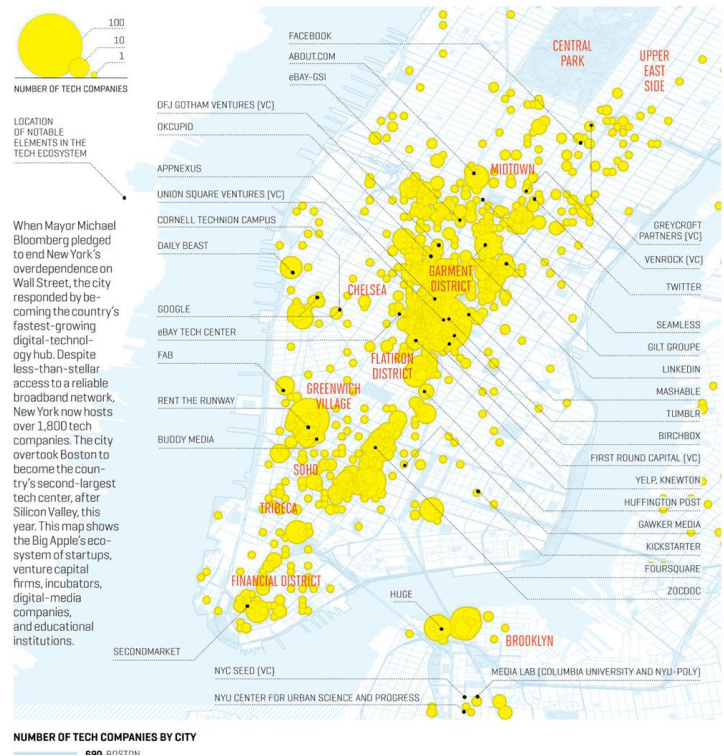 100
10
1
NUMBER OF TECH COMPANIES
LOCATION
OF NOTABLE
ELEMENTS IN THE
TECH ECOSYSTEM
When Mayor Michael
Bloomberg pledged
to end New York's
overdependence on
Wall Street, the city
responded by be-
coming the country's
fastest-growing
digital-technol-
ogy hub. Despite
less-than-stellar
access to a reliable
broadband network,
New York now hosts
over 1,800 tech
companies. The city
overtook Boston to
become the coun-
try's second-largest
tech center, after
Silicon Valley, this
year. This map shows
the Big Apple's eco-
system of startups,
venture capital
firms, incubators,
digital-media
companies,
and educational
institutions.
FACEBOOK
ABOUT.COM
eBAY-GSI
DFJ GOTHAM VENTURES (VC)
OKCUPID
APPNEXUS
UNION SQUARE VENTURES (VC)
CORNELL TECHNION CAMPUS
DAILY BEAST
GOOGLE
eBAY TECH CENTER
FAB
RENT THE RUNWAY
BUDDY MEDIA
SECONDMARKET
CENTRAL
PARK
UPPER
EAST
SIDE
MIDTOWN
GARMENT
DISTRICT
CHELSEA
FLATIRON
DISTRICT
GREENWICH
VILLAGE
SOHO
TRIBECA
FINANCIAL DISTRICT
BROOKLYN
GREYCROFT
PARTNERS (VC)
VENROCK (VC)
TWITTER
SEAMLESS
GILT GROUPE
LINKEDIN
MASHABLE
TUMBLR
BIRCHBOX
FIRST ROUND CAPITAL (VC)
YELP, KNEWTON
HUFFINGTON POST
GAWKER MEDIA
KICKSTARTER
FOURSQUARE
ZOCDOC
HUGE
NYC SEED (VC)
MEDIA LAB (COLUMBIA UNIVERSITY AND NYU-POLY)
NYU CENTER FOR URBAN SCIENCE AND PROGRESS
NUMBER OF TECH COMPANIES BY CITY
690 BOSTON